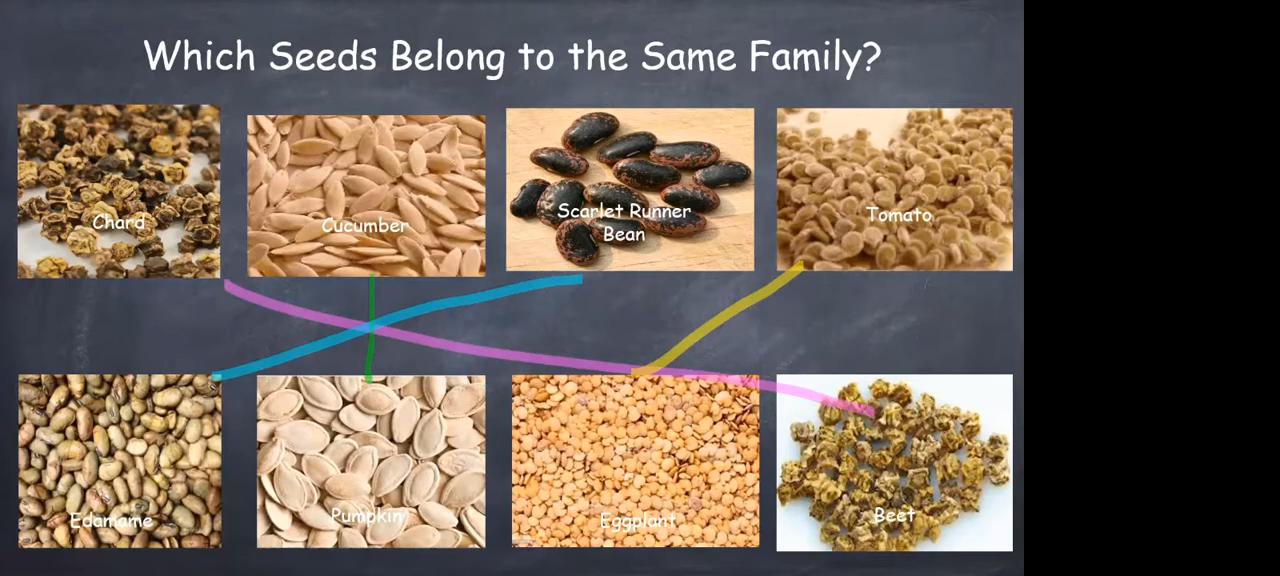 Which Seeds Belong to the Same Family?
Chard
Cucumber
Scarlet Runner
Bean
Tomato
Edamame
Pumpkin
Eggplant
Beet